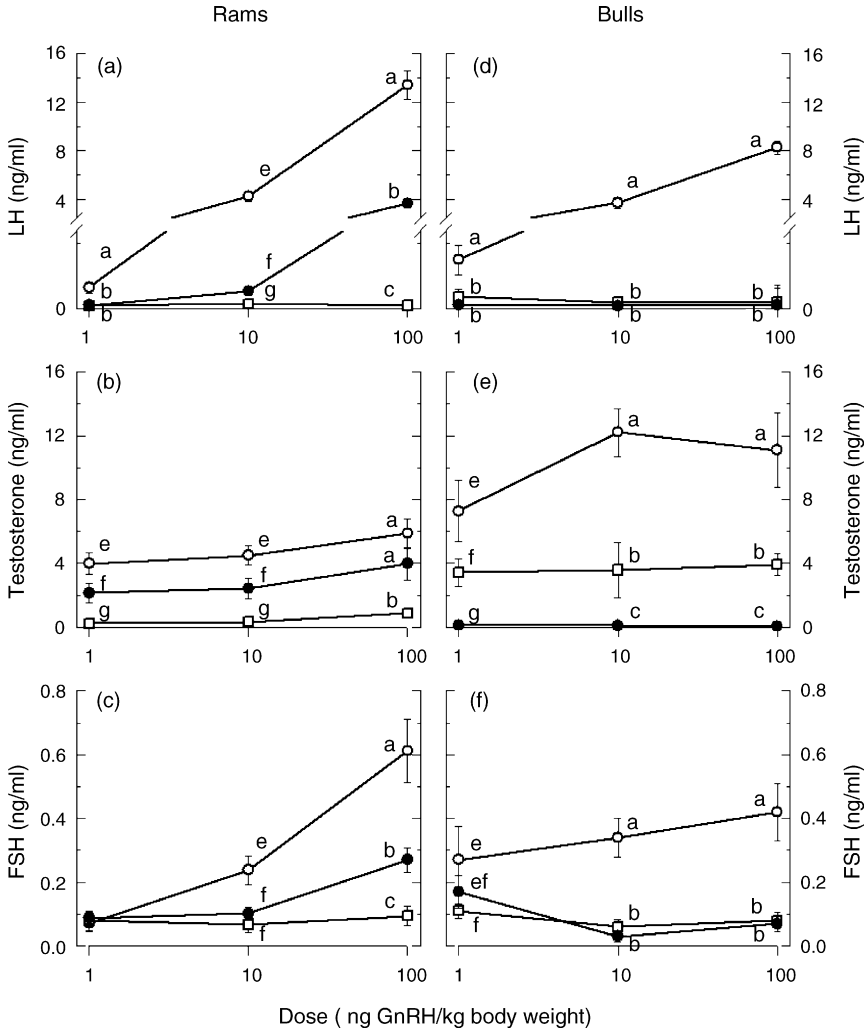 Rams
Bulls
(a)
(d)
16
12
8
4
0
LH (ng/ml)
a
e
a
b
b
f
g
b
a
c
1
10
100
16
12
8
4
0
LH (ng/ml)
a
b
b
a
b
b
a
b
b
1
10
100
(b)
(e)
16
12
8
4
0
Testosterone (ng/ml)
e
f
g
e
f
g
a
a
b
1
10
100
16
12
8
4
0
Testosterone (ng/ml)
e
f
g
a
b
c
a
b
c
1
10
100
(c)
(f)
0.8
0.6
0.4
0.2
0.0
FSH (ng/ml)
e
f
f
a
b
c
1
10
100
0.8
0.6
0.4
0.2
0.0
FSH (ng/ml)
e
ef
f
a
b
b
a
b
b
1
10
100
Dose ( ng GnRH/kg body weight)